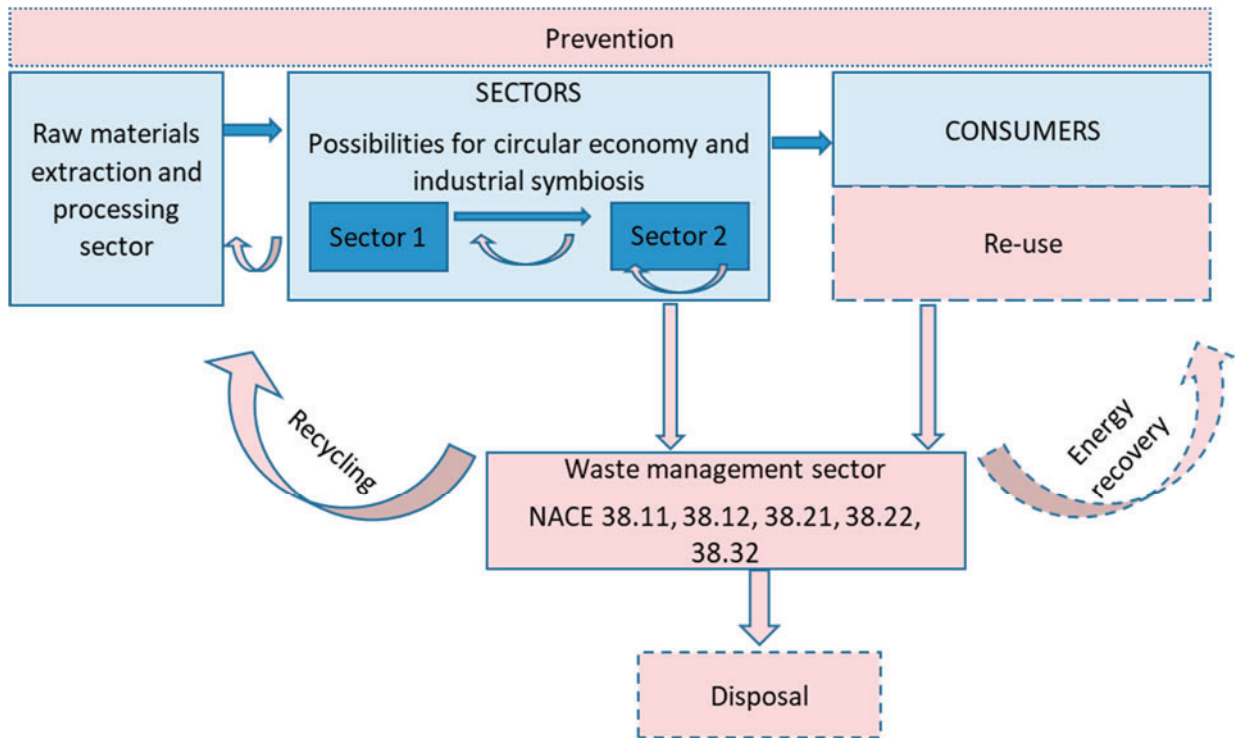 Prevention
Raw materials
extraction and
processing
sector
SECTORS
Possibilities for circular economy and
industrial symbiosis
Sector 1
Sector 2
CONSUMERS
Re-use
Recycling
Energy
recovery
Waste management sector
NACE 38.11, 38.12, 38.21, 38.22,
38.32
Disposal